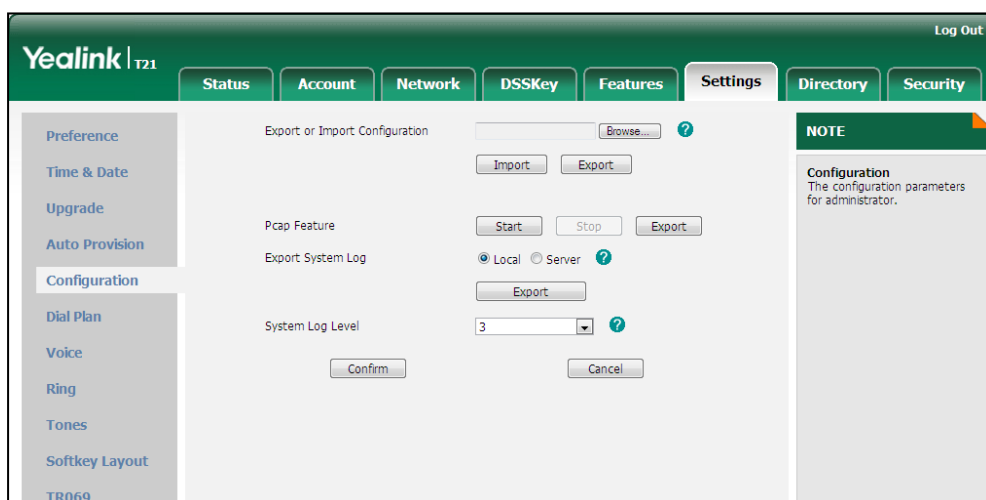 Log Out
Yealink | T21
Status Account Network DSSKey Features Settings Directory Security
Preference
Time & Date
Upgrade
Auto Provision
Configuration
Dial Plan
Voice
Ring
Tones
Softkey Layout
TR069
Export or Import Configuration Browse... ?
Import Export
Pcap Feature Start Stop Export
Export System Log Local Server ?
Export
System Log Level 3 ?
Confirm Cancel
NOTE
Configuration
The configuration parameters
for administrator.